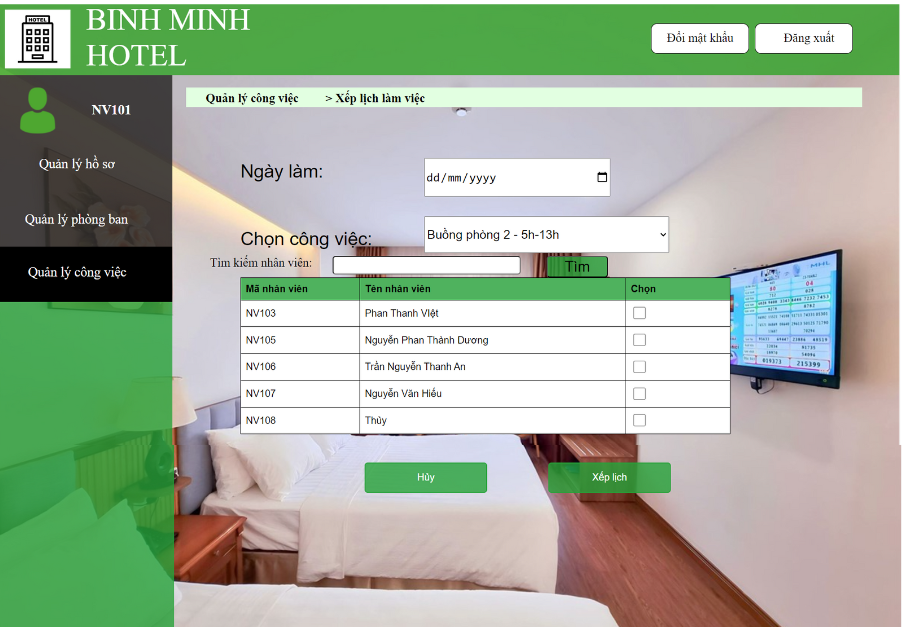 HOTEL
BINH MINH
HOTEL
Đổi mật khẩu
Đăng xuất
NV101
Quản lý công việc > Xếp lịch làm việc
Quản lý hồ sơ
Quản lý phòng ban
Quản lý công việc
Ngày làm:
dd/mm/yyyy
Chọn công việc:
Buồng phòng 2 - 5h-13h
Tìm kiếm nhân viên:
Tìm
Mã nhân viên Tên nhân viên Chọn
NV103 Phan Thanh Việt
NV105 Nguyễn Phan Thành Dương
NV106 Trần Nguyễn Thanh An
NV107 Nguyễn Văn Hiếu
NV108 Thủy
Hủy
Xếp lịch